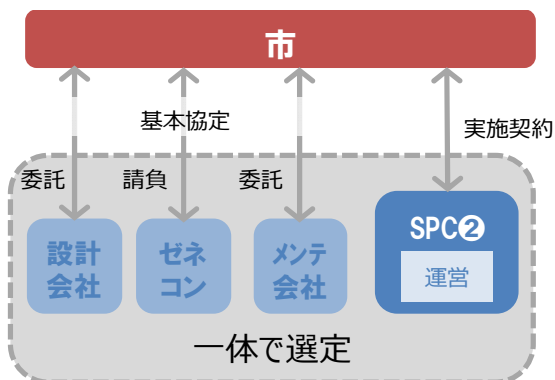 市
基本協定
実施契約
委託
請負
委託
設計
会社
ゼネ
コン
メンテ
会社
SPC❷
運営
一体で選定